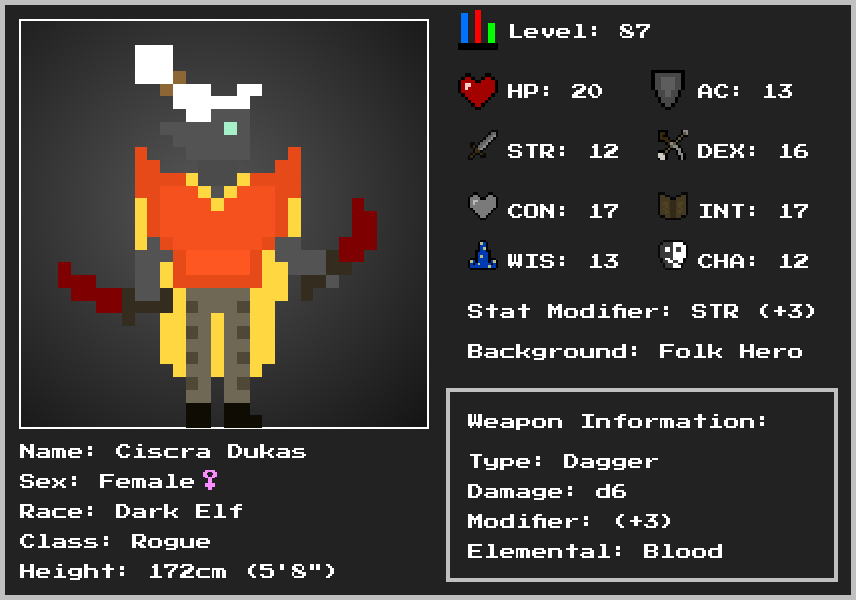 Level: 87
HP: 20 AC: 13
STR: 12 DEX: 16
CON: 17 INT: 17
WIS: 13 CHA: 12
Stat Modifier: STR (+3)
Background: Folk Hero
Name: Ciscra Dukas
Sex: Female♀
Race: Dark Elf
Class: Rogue
Height: 172cm (5'8")
Weapon Information:
Type: Dagger
Damage: d6
Modifier: (+3)
Elemental: Blood